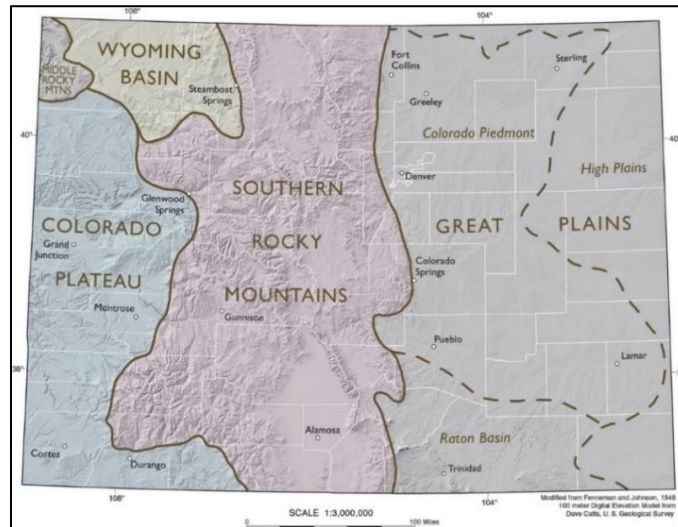 108°
104°
WYOMING
BASIN
MIDDLE
ROCKY
MTNS
Steamboat
Springs
Fort
Collins
Sterling
Greeley
40°
40
Colorado Piedmont
High Plains
Denver
Glenwood
Springs
SOUTHERN
ROCKY
MOUNTAINS
COLORADO
PLATEAU
GREAT
PLAINS
Grand
Junction
Colorado
Springs
Montrose
Gunnison
Pueblo
Lamar
38°
Alamosa
Raton Basin
Cortez
Durango
Trinidad
108°
104°
SCALE 1:3,000,000
0
100 Miles
Modified from Fenneman and Johnson, 1946
100 meter Digital Elevation Model from
Dave Catts, U. S. Geological Survey